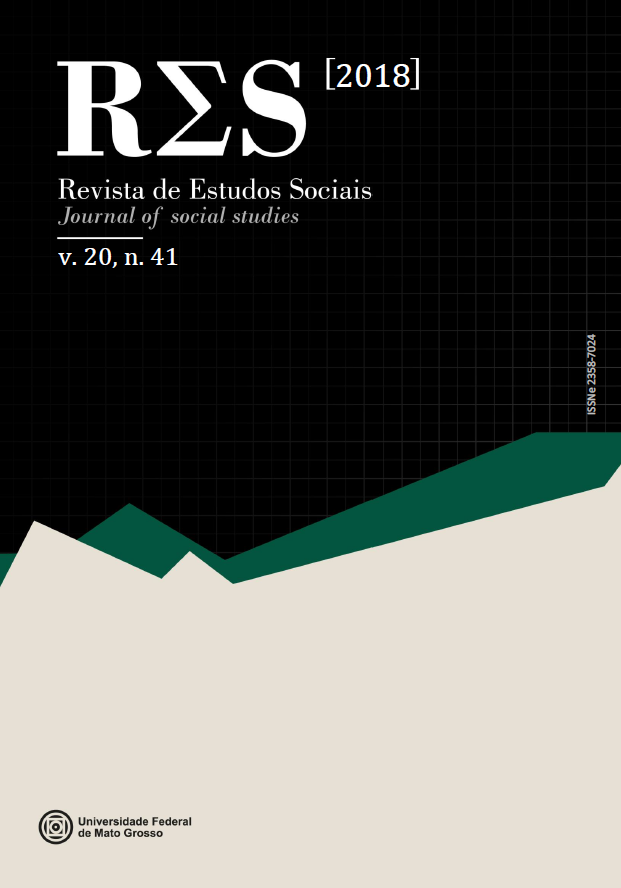 RΣS [2018]
Revista de Estudos Sociais
Journal of social studies
v. 20, n. 41
ISSNe 2358-7024
Universidade Federal
de Mato Grosso